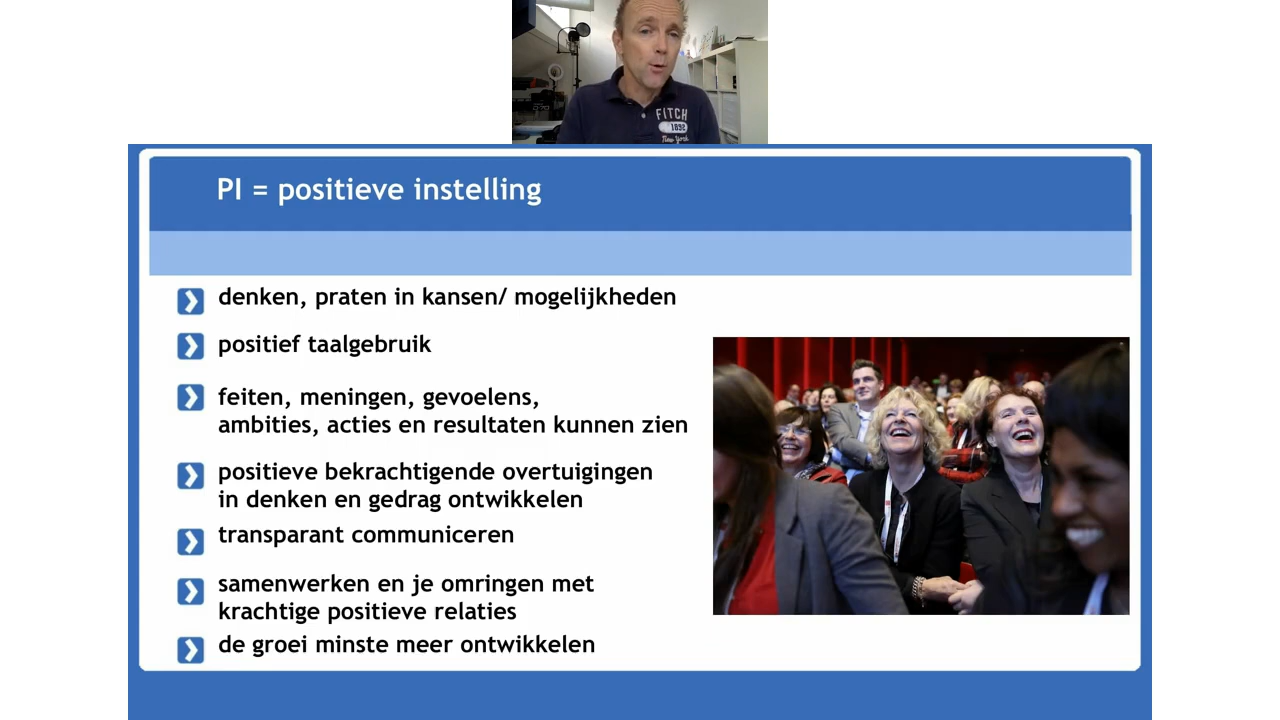 FITCH
1892
New York
PI = positieve instelling
denken, praten in kansen/ mogelijkheden
positief taalgebruik
feiten, meningen, gevoelens,
ambities, acties en resultaten kunnen zien
positieve bekrachtigende overtuigingen
in denken en gedrag ontwikkelen
transparant communiceren
samenwerken en je omringen met
krachtige positieve relaties
de groei minste meer ontwikkelen